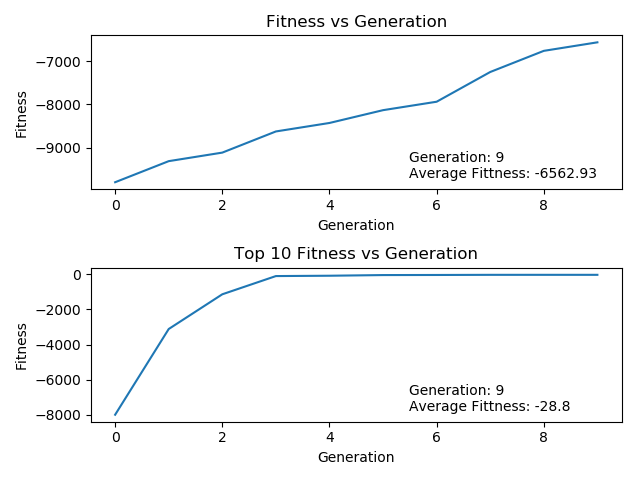 Fitness vs Generation
Fitness
−7000
−8000
−9000
Generation: 9
Average Fittness: -6562.93
0 2 4 6 8
Generation
Top 10 Fitness vs Generation
Fitness
0
−2000
−4000
−6000
−8000
Generation: 9
Average Fittness: -28.8
0 2 4 6 8
Generation